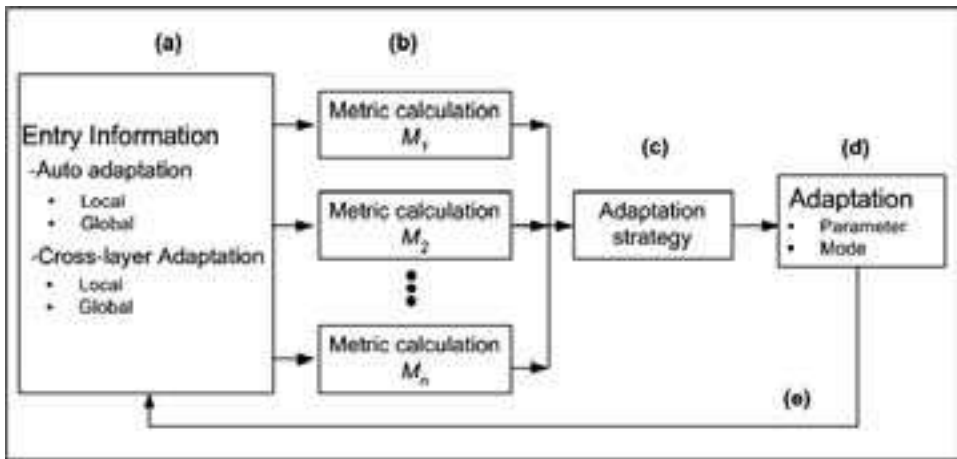 (a)
(b)
Entry Information
-Auto adaptation
• Local
• Global
-Cross-layer Adaptation
• Local
• Global
Metric calculation
M1
Metric calculation
M2
Metric calculation
Mn
(c)
Adaptation
strategy
(d)
Adaptation
• Parameter
• Mode
(e)